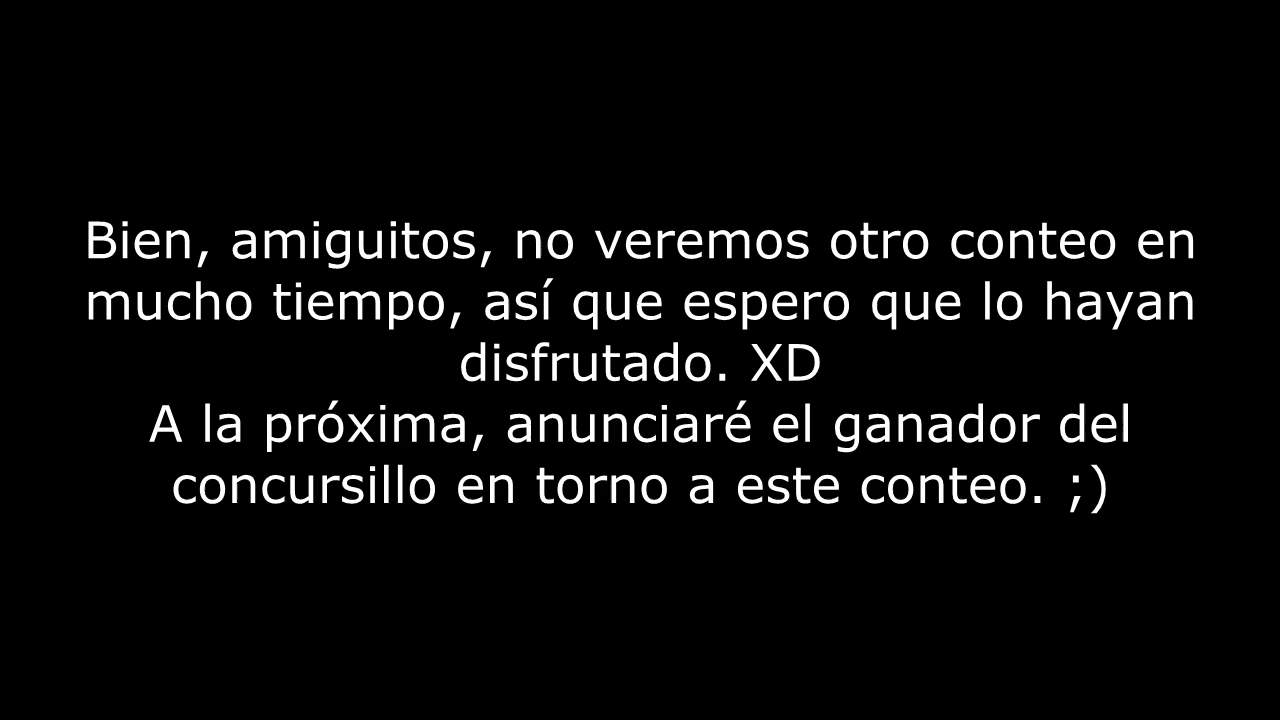 Bien, amiguitos, no veremos otro conteo en
mucho tiempo, así que espero que lo hayan
disfrutado. XD
A la próxima, anunciaré el ganador del
concursillo en torno a este conteo. ;)